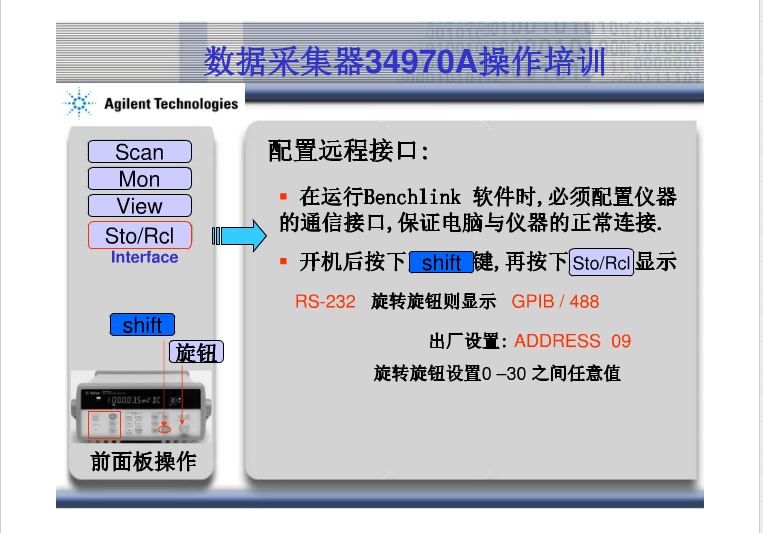 数据采集器34970A操作培训
Agilent Technologies
Scan
Mon
View
Sto/Rcl
Interface
shift
旋钮
前面板操作
配置远程接口:
在运行Benchlink 软件时,必须配置仪器
的通信接口,保证电脑与仪器的正常连接.
开机后按下 shift 键,再按下 Sto/Rcl 显示
RS-232 旋转旋钮则显示 GPIB / 488
出厂设置: ADDRESS 09
旋转旋钮设置0 –30 之间任意值